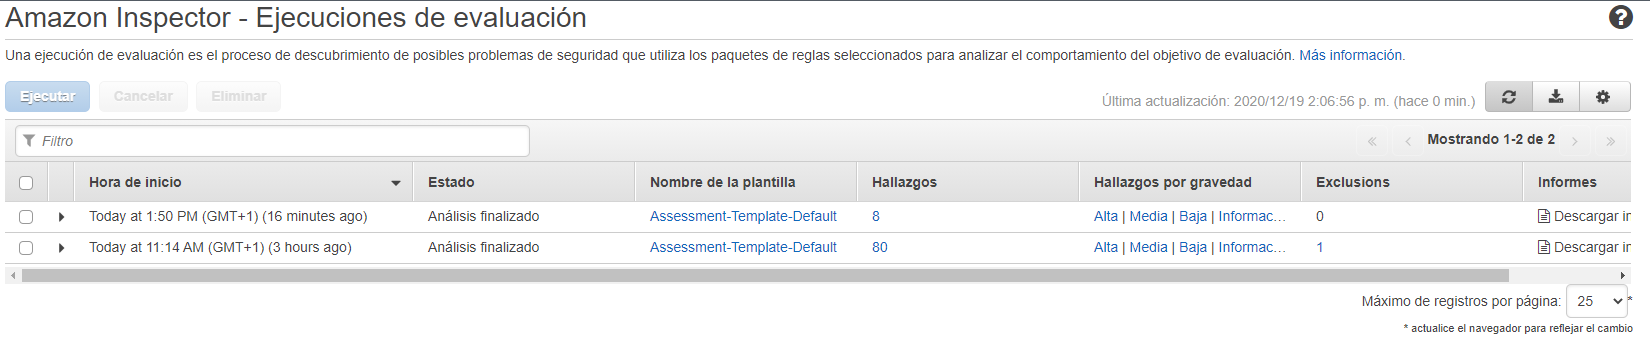 Amazon Inspector - Ejecuciones de evaluación
Una ejecución de evaluación es el proceso de descubrimiento de posibles problemas de seguridad que utiliza los paquetes de reglas seleccionados para analizar el comportamiento del objetivo de evaluación. Más información.
Ejecutar Cancelar Eliminar Última actualización: 2020/12/19 2:06:56 p. m. (hace 0 min.)
Filtro « ‹ Mostrando 1-2 de 2 › »
Hora de inicio Estado Nombre de la plantilla Hallazgos Hallazgos por gravedad Exclusions Informes
Today at 1:50 PM (GMT+1) (16 minutes ago) Análisis finalizado Assessment-Template-Default 8 Alta | Media | Baja | Informac... 0 Descargar in
Today at 11:14 AM (GMT+1) (3 hours ago) Análisis finalizado Assessment-Template-Default 80 Alta | Media | Baja | Informac... 1 Descargar in
Máximo de registros por página: 25 *
* actualice el navegador para reflejar el cambio